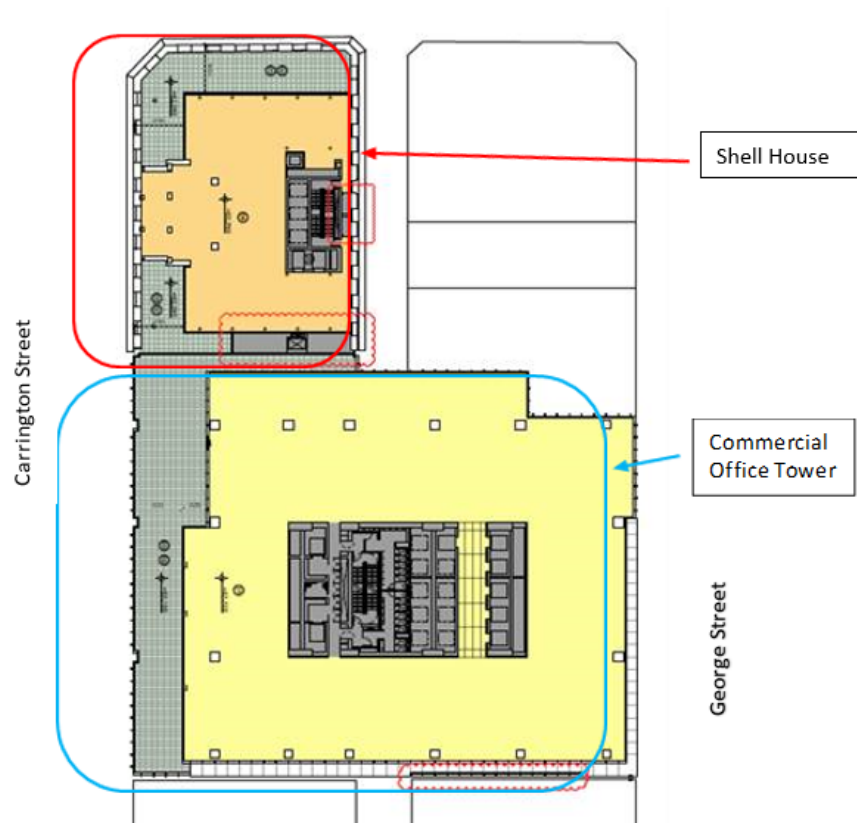 Shell House
Carrington Street
Commercial
Office Tower
George Street